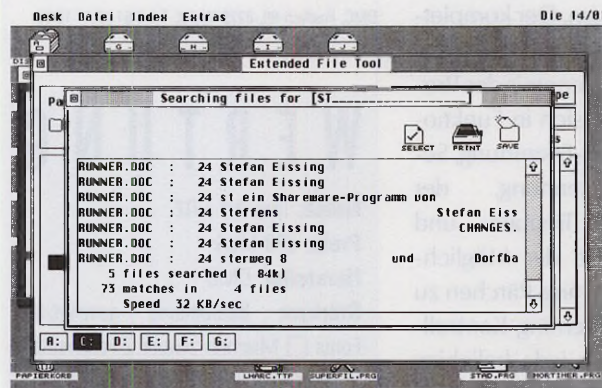 Desk Datei Index Extras Die 14/0
G H I J
Extended File Tool
Searching files for [ST_______________]
SELECT PRINT SAVE
RUNNER.DOC : 24 Stefan Eissing
RUNNER.DOC : 24 Stefan Eissing
RUNNER.DOC : 24 st ein Shareware-Programm von
RUNNER.DOC : 24 Steffens Stefan Eiss
RUNNER.DOC : 24 Stefan Eissing CHANGES.
RUNNER.DOC : 24 Stefan Eissing
RUNNER.DOC : 24 sterweg 8 und Dorfba
5 files searched ( 84k)
73 matches in 4 files
Speed 32 KB/sec
A: C: D: E: F: G:
PAPIERKORB LHARC.TTP SUPERFIL.PRG STAD.PRG MORTIMER.PRG